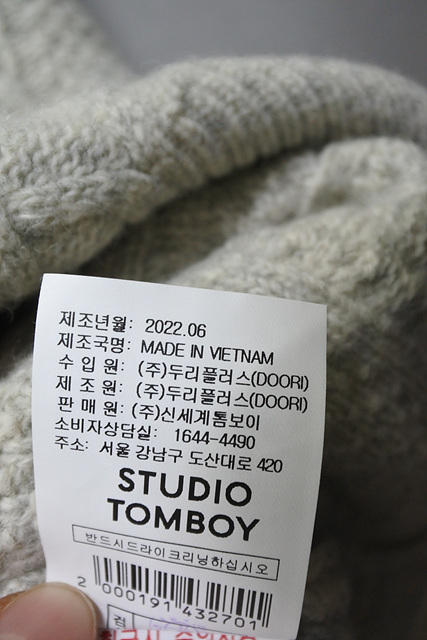 제조년월: 2022.06
제조국명: MADE IN VIETNAM
수 입 원: (주)두리플러스(DOORI)
제 조 원: (주)두리플러스(DOORI)
판 매 원: (주)신세계톰보이
소비자상담실: 1644-4490
주소: 서울 강남구 도산대로 420
STUDIO
TOMBOY
반드시드라이크리닝하십시오
2 000191 432701